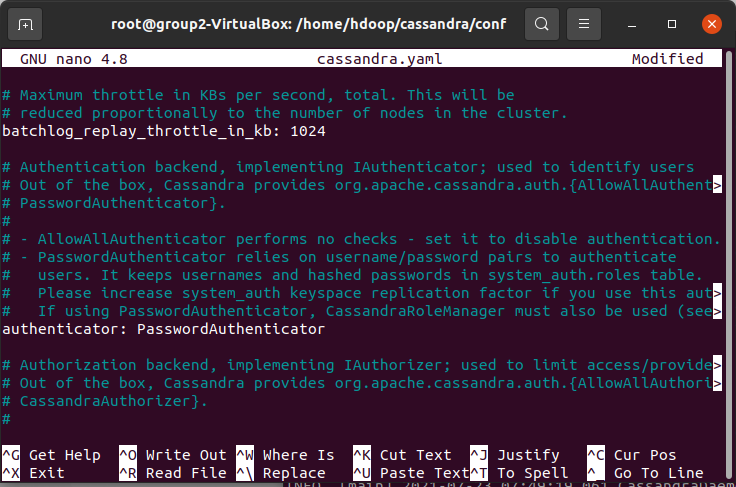 root@group2-VirtualBox: /home/hdoop/cassandra/conf
GNU nano 4.8 cassandra.yaml Modified
# Maximum throttle in KBs per second, total. This will be
# reduced proportionally to the number of nodes in the cluster.
batchlog_replay_throttle_in_kb: 1024
# Authentication backend, implementing IAuthenticator; used to identify users
# Out of the box, Cassandra provides org.apache.cassandra.auth.{AllowAllAuthent>
# PasswordAuthenticator}.
#
# - AllowAllAuthenticator performs no checks - set it to disable authentication.
# - PasswordAuthenticator relies on username/password pairs to authenticate
#   users. It keeps usernames and hashed passwords in system_auth.roles table.
#   Please increase system_auth keyspace replication factor if you use this aut>
#   If using PasswordAuthenticator, CassandraRoleManager must also be used (see>
authenticator: PasswordAuthenticator
# Authorization backend, implementing IAuthorizer; used to limit access/provide>
# Out of the box, Cassandra provides org.apache.cassandra.auth.{AllowAllAuthori>
# CassandraAuthorizer}.
#
^G Get Help ^O Write Out ^W Where Is ^K Cut Text ^J Justify ^C Cur Pos
^X Exit ^R Read File ^\ Replace ^U Paste Text ^T To Spell ^_ Go To Line